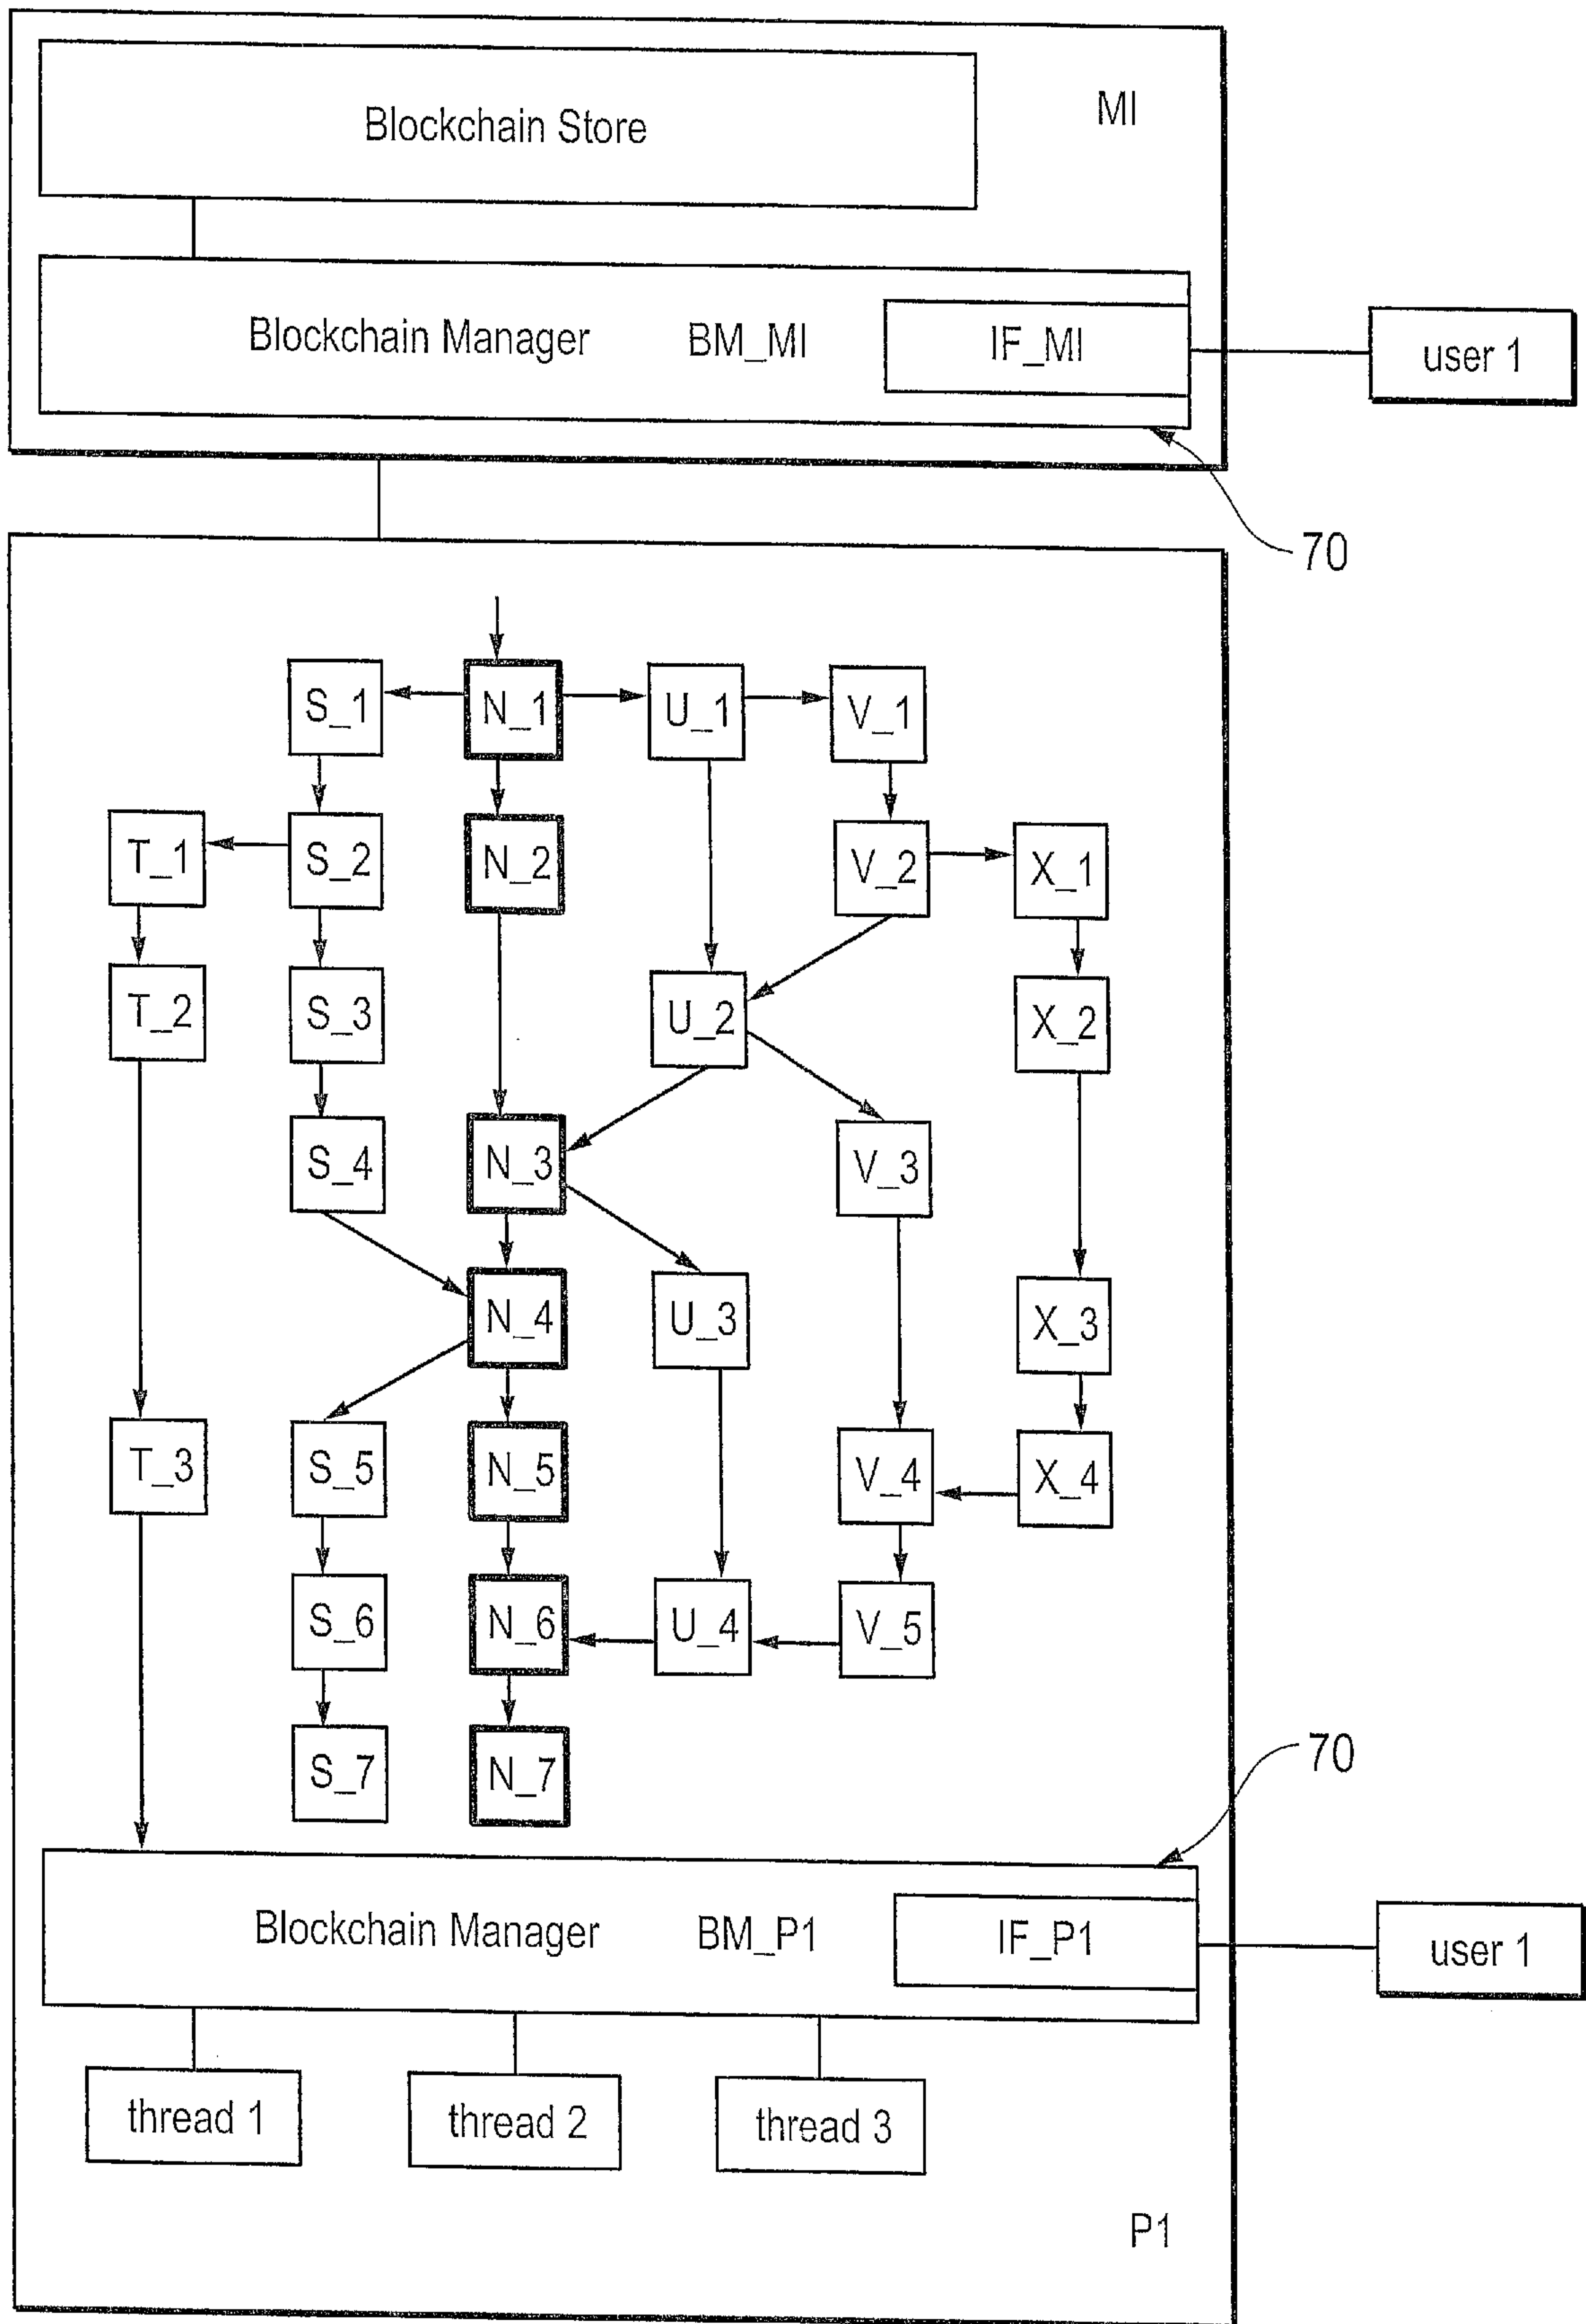 Blockchain Store
MI
Blockchain Manager BM_MI IF_MI
user 1
70
S_1 N_1 U_1 V_1
T_1 S_2 N_2 V_2 X_1
T_2 S_3 U_2 X_2
S_4 N_3 V_3
N_4 U_3 X_3
T_3 S_5 N_5 V_4 X_4
S_6 N_6 U_4 V_5
S_7 N_7
70
Blockchain Manager BM_P1 IF_P1
user 1
thread 1 thread 2 thread 3
P1